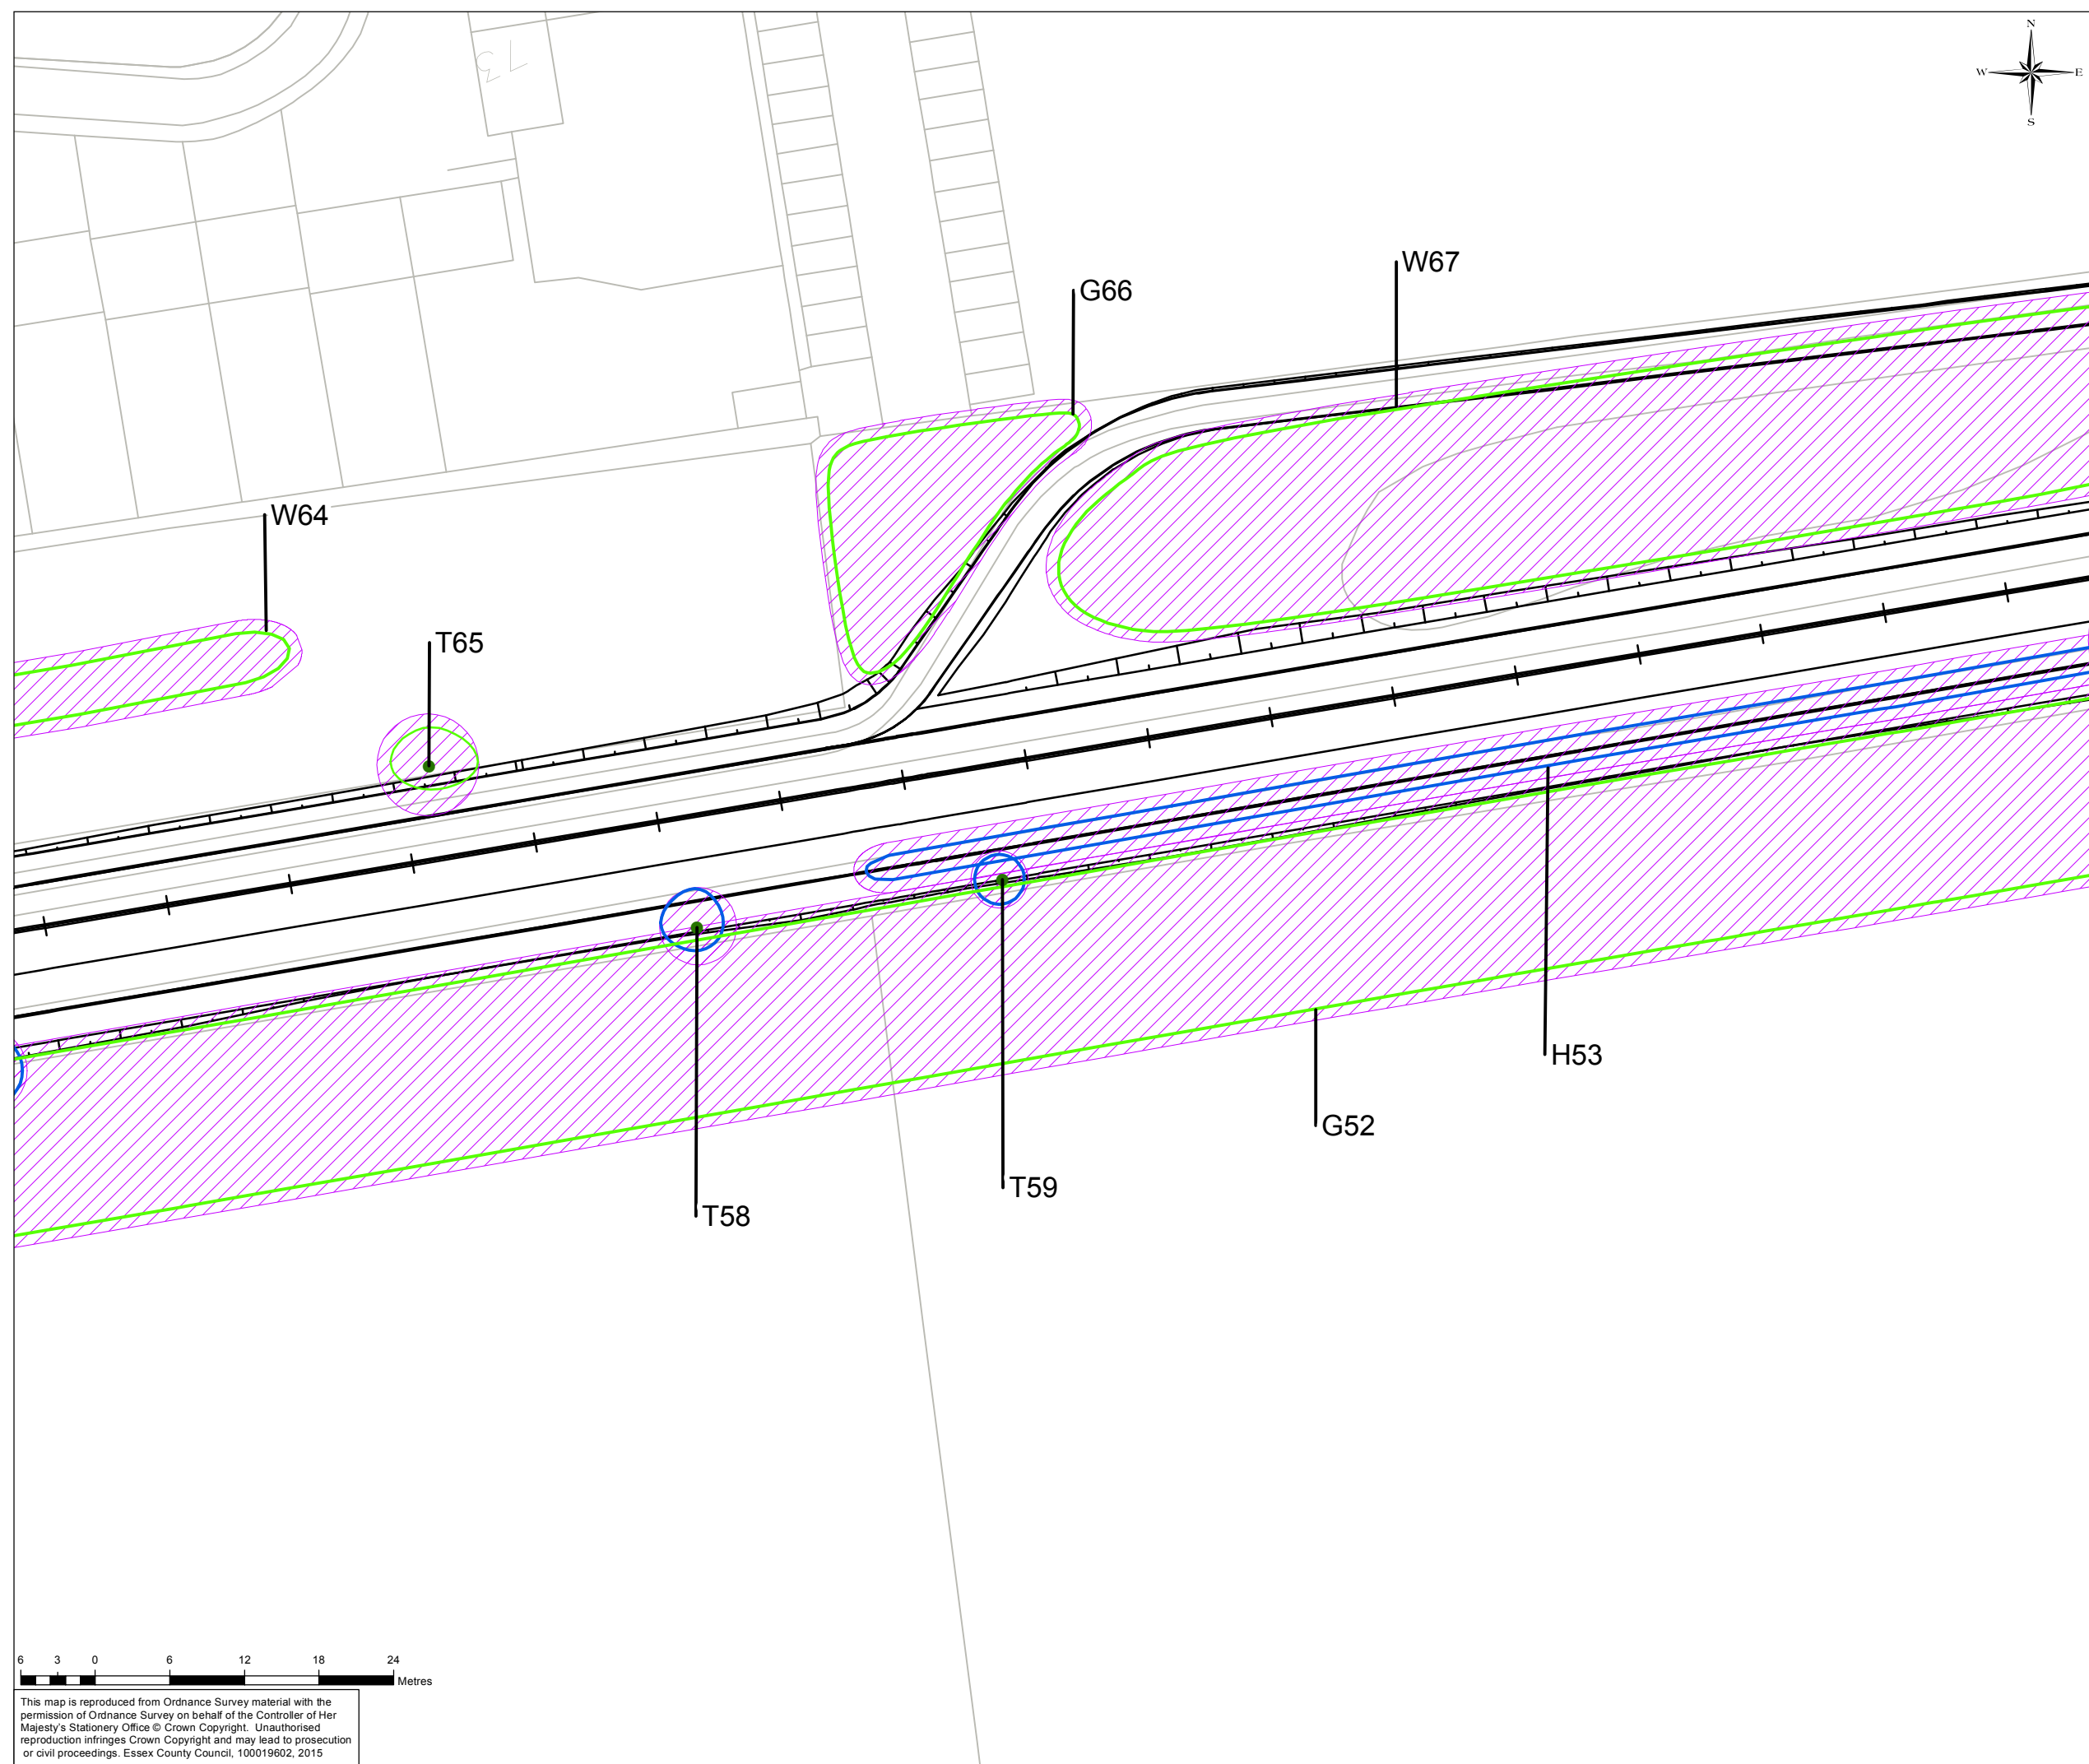 N
W E
S
73
W67
G66
W64
T65
H53
G52
T59
T58
6 3 0 6 12 18 24
Metres
This map is reproduced from Ordnance Survey material with the
permission of Ordnance Survey on behalf of the Controller of Her
Majesty's Stationery Office © Crown Copyright. Unauthorised
reproduction infringes Crown Copyright and may lead to prosecution
or civil proceedings. Essex County Council, 100019602, 2015